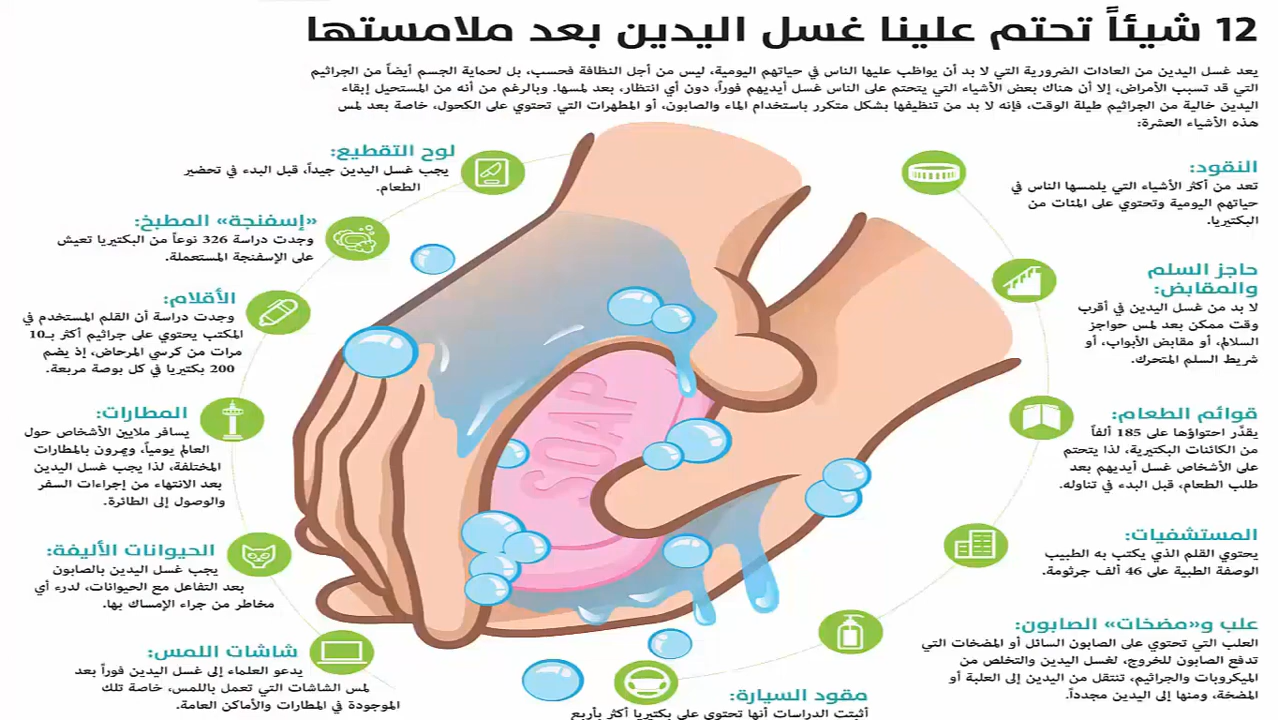 12 شيئاً تحتم علينا غسل اليدين بعد ملامستها
يعد غسل اليدين من العادات الضرورية التي لا بد أن يواظب عليها الناس في حياتهم اليومية، ليس من أجل النظافة فحسب، بل لحماية الجسم أيضاً من الجراثيم
التي قد تسبب الأمراض، إلا أن هناك بعض الأشياء التي يتحتم على الناس غسل أيديهم فوراً، دون أي انتظار، بعد لمسها. وبالرغم من أنه من المستحيل إبقاء
اليدين خالية من الجراثيم طيلة الوقت، فإنه لا بد من تنظيفها بشكل متكرر باستخدام الماء والصابون، أو المطهرات التي تحتوي على الكحول، خاصة بعد لمس
هذه الأشياء العشرة:
النقود:
تعد من أكثر الأشياء التي يلمسها الناس في
حياتهم اليومية وتحتوي على المئات من
البكتيريا.
حاجز السلم
والمقابض:
لا بد من غسل اليدين في أقرب
وقت ممكن بعد لمس حواجز
السلالم، أو مقابض الأبواب، أو
شريط السلم المتحرك.
قوائم الطعام:
يقدَّر احتواؤها على 185 ألفاً
من الكائنات البكتيرية، لذا يتحتم
على الأشخاص غسل أيديهم بعد
طلب الطعام، قبل البدء في تناوله.
المستشفيات:
يحتوي القلم الذي يكتب به الطبيب
الوصفة الطبية على 46 ألف جرثومة.
علب و«مضخات» الصابون:
العلب التي تحتوي على الصابون السائل أو المضخات التي
تدفع الصابون للخروج، لغسل اليدين والتخلص من
الميكروبات والجراثيم، تنتقل من اليدين إلى العلبة أو
المضخة، ومنها إلى اليدين مجدداً.
مقود السيارة:
أثبتت الدراسات أنها تحتوي على بكتيريا أكثر بأربع
لوح التقطيع:
يجب غسل اليدين جيداً، قبل البدء في تحضير
الطعام.
«إسفنجة» المطبخ:
وجدت دراسة 326 نوعاً من البكتيريا تعيش
على الإسفنجة المستعملة.
الأقلام:
وجدت دراسة أن القلم المستخدم في
المكتب يحتوي على جراثيم أكثر بـ10
مرات من كرسي المرحاض، إذ يضم
200 بكتيريا في كل بوصة مربعة.
المطارات:
يسافر ملايين الأشخاص حول
العالم يومياً، ويمرون بالمطارات
المختلفة، لذا يجب غسل اليدين
بعد الانتهاء من إجراءات السفر
والوصول إلى الطائرة.
الحيوانات الأليفة:
يجب غسل اليدين بالصابون
بعد التفاعل مع الحيوانات، لدرء أي
مخاطر من جراء الإمساك بها.
شاشات اللمس:
يدعو العلماء إلى غسل اليدين فوراً بعد
لمس الشاشات التي تعمل باللمس، خاصة تلك
الموجودة في المطارات والأماكن العامة.
SOAP